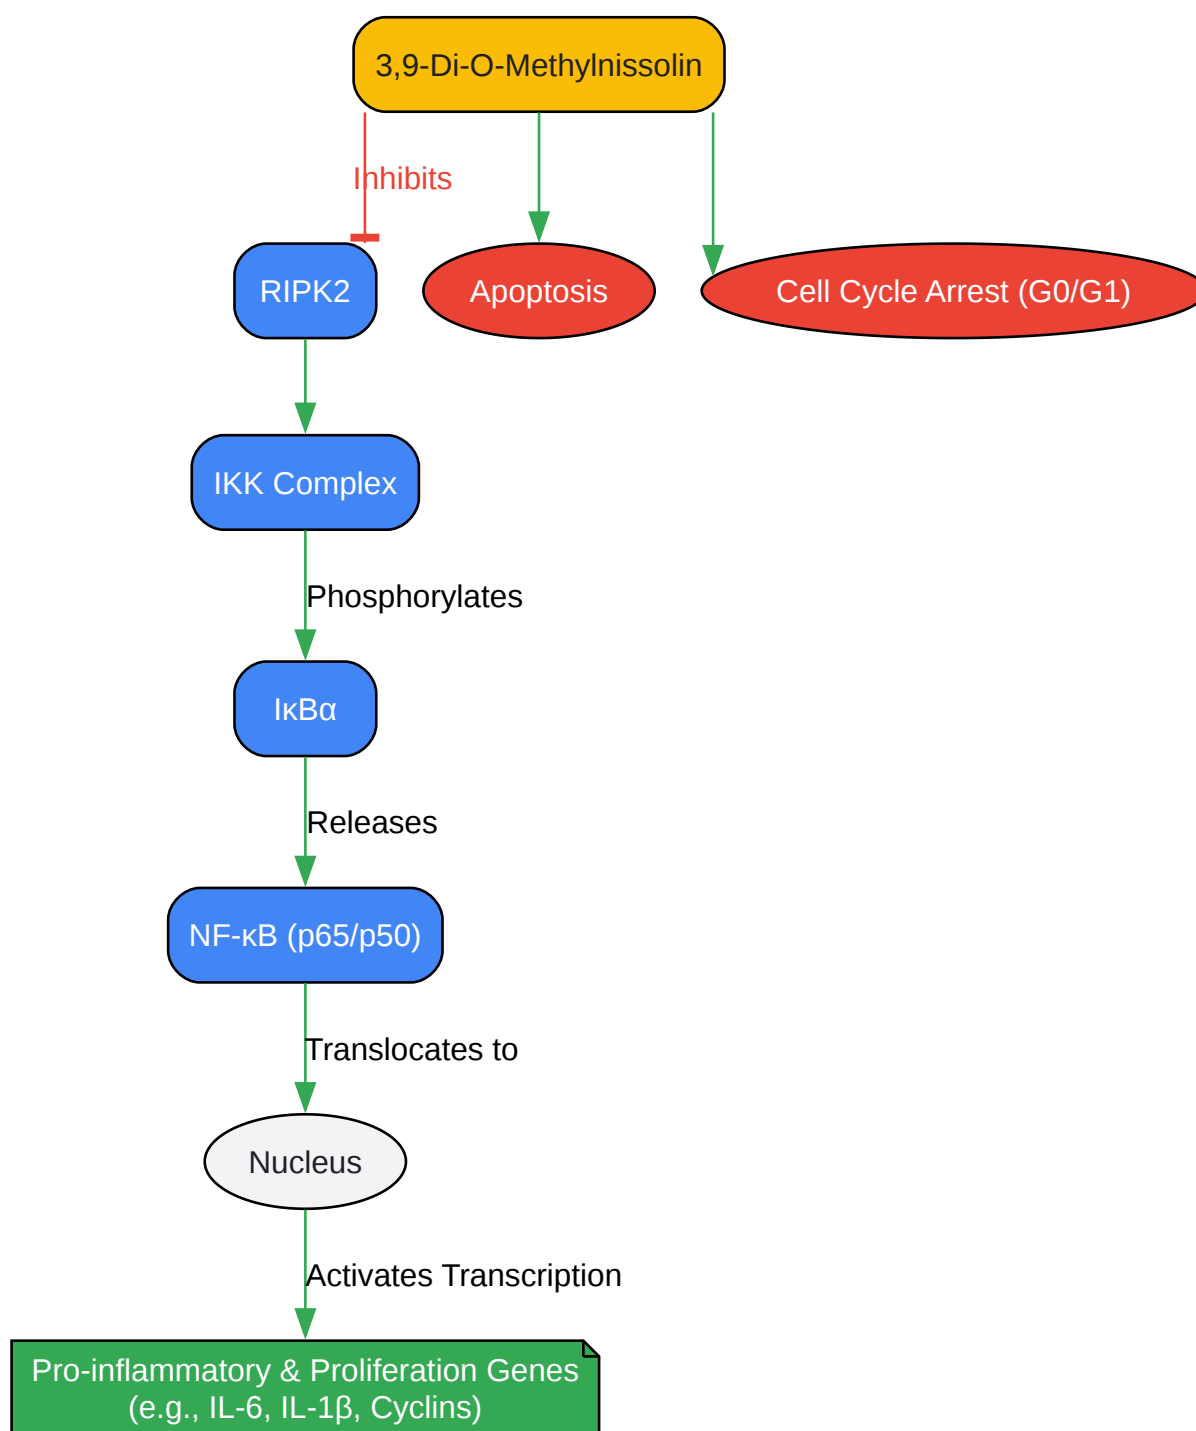 3,9-Di-O-Methylnissolin
Inhibits
RIPK2
Apoptosis
Cell Cycle Arrest (G0/G1)
IKK Complex
Phosphorylates
IκBα
Releases
NF-κB (p65/p50)
Translocates to
Nucleus
Activates Transcription
Pro-inflammatory & Proliferation Genes
(e.g., IL-6, IL-1β, Cyclins)